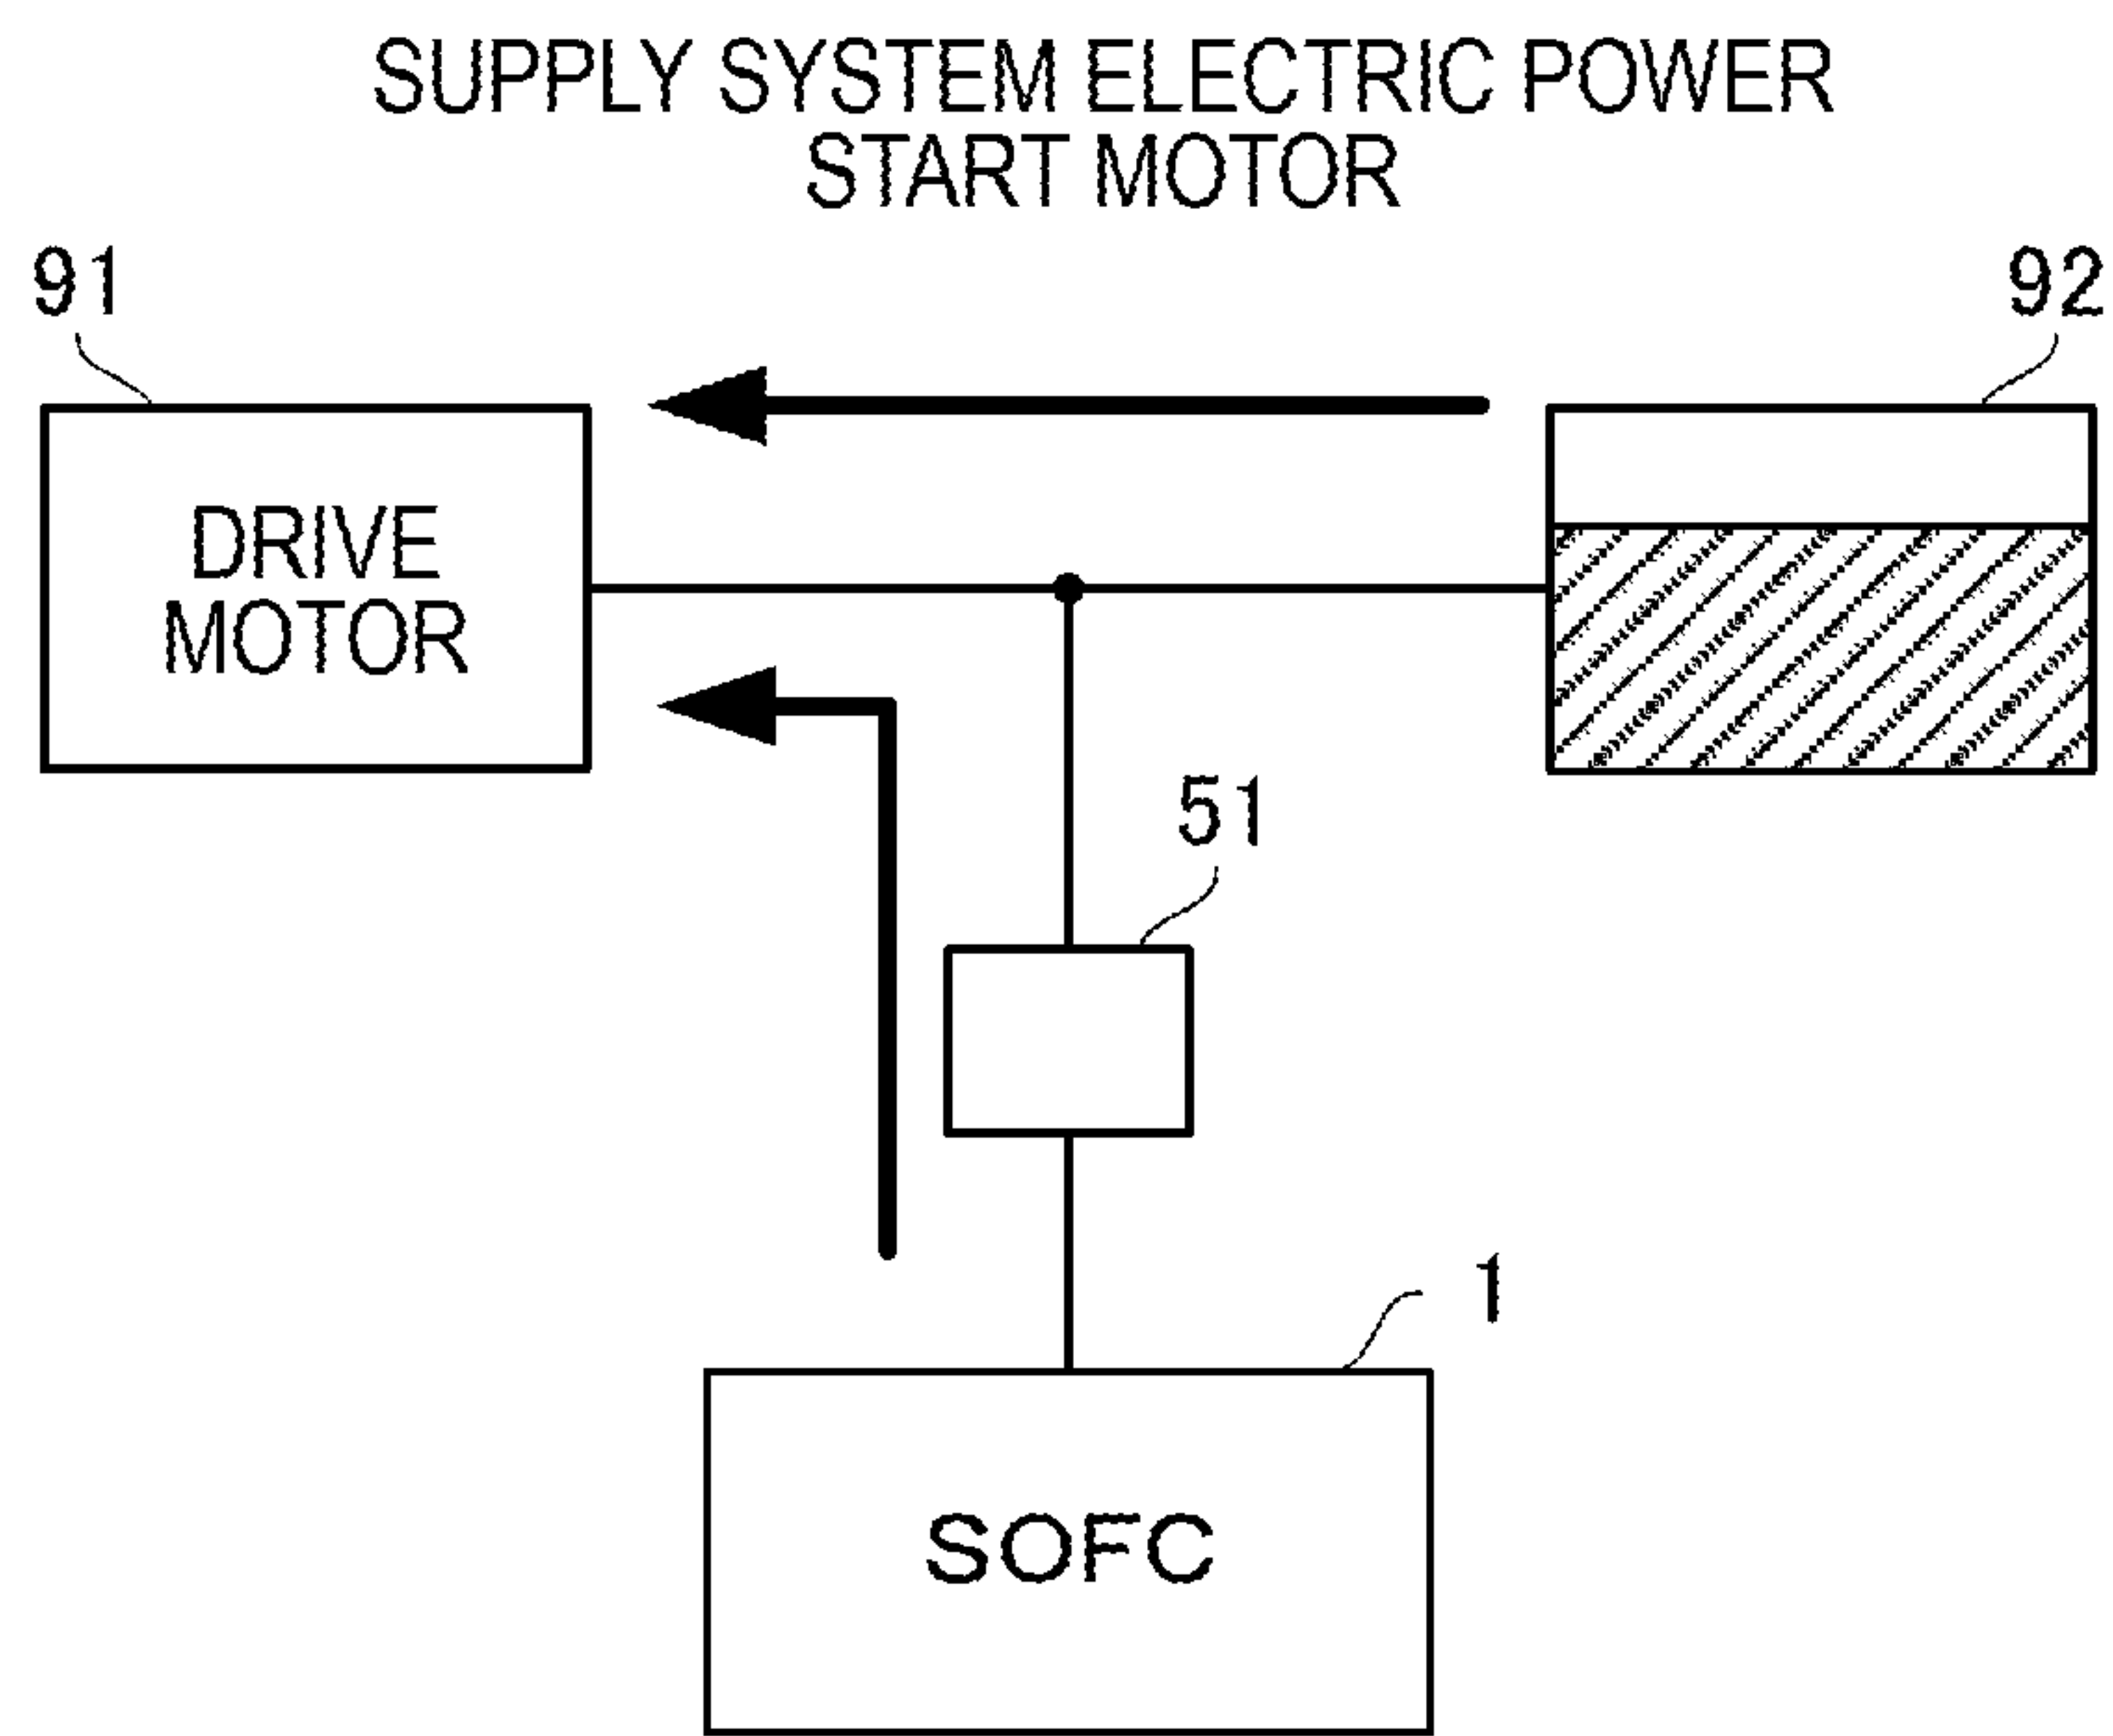 SUPPLY SYSTEM ELECTRIC POWER
START MOTOR
91
92
DRIVE
MOTOR
51
1
SOFC